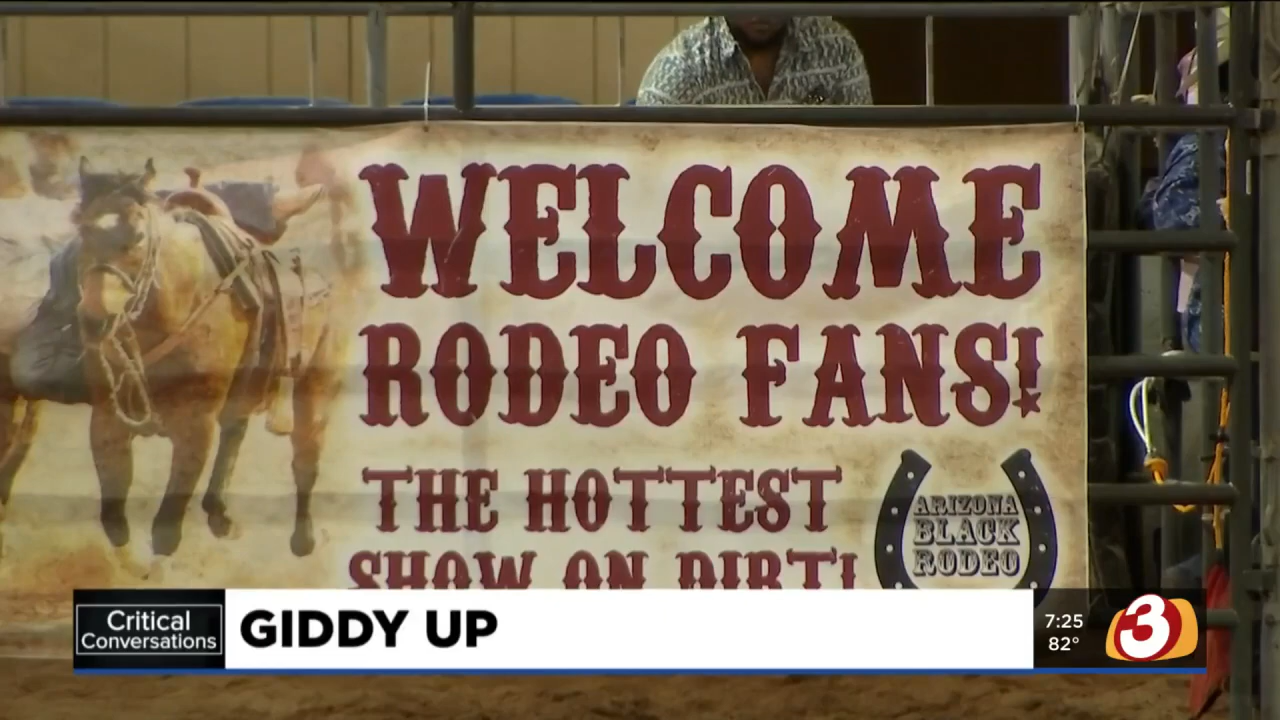 WELCOME
RODEO FANS!
THE HOTTEST
SHOW ON DIRT!
ARIZONA
BLACK
RODEO
Critical
Conversations
GIDDY UP
7:25
82°
3